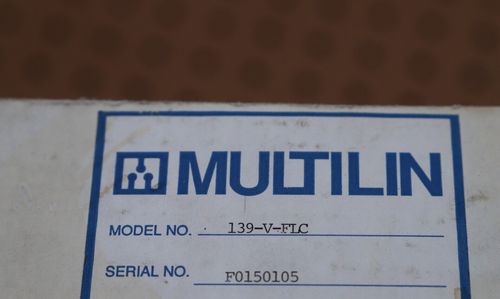 MULTILIN
MODEL NO. 139-V-FLC
SERIAL NO. F0150105